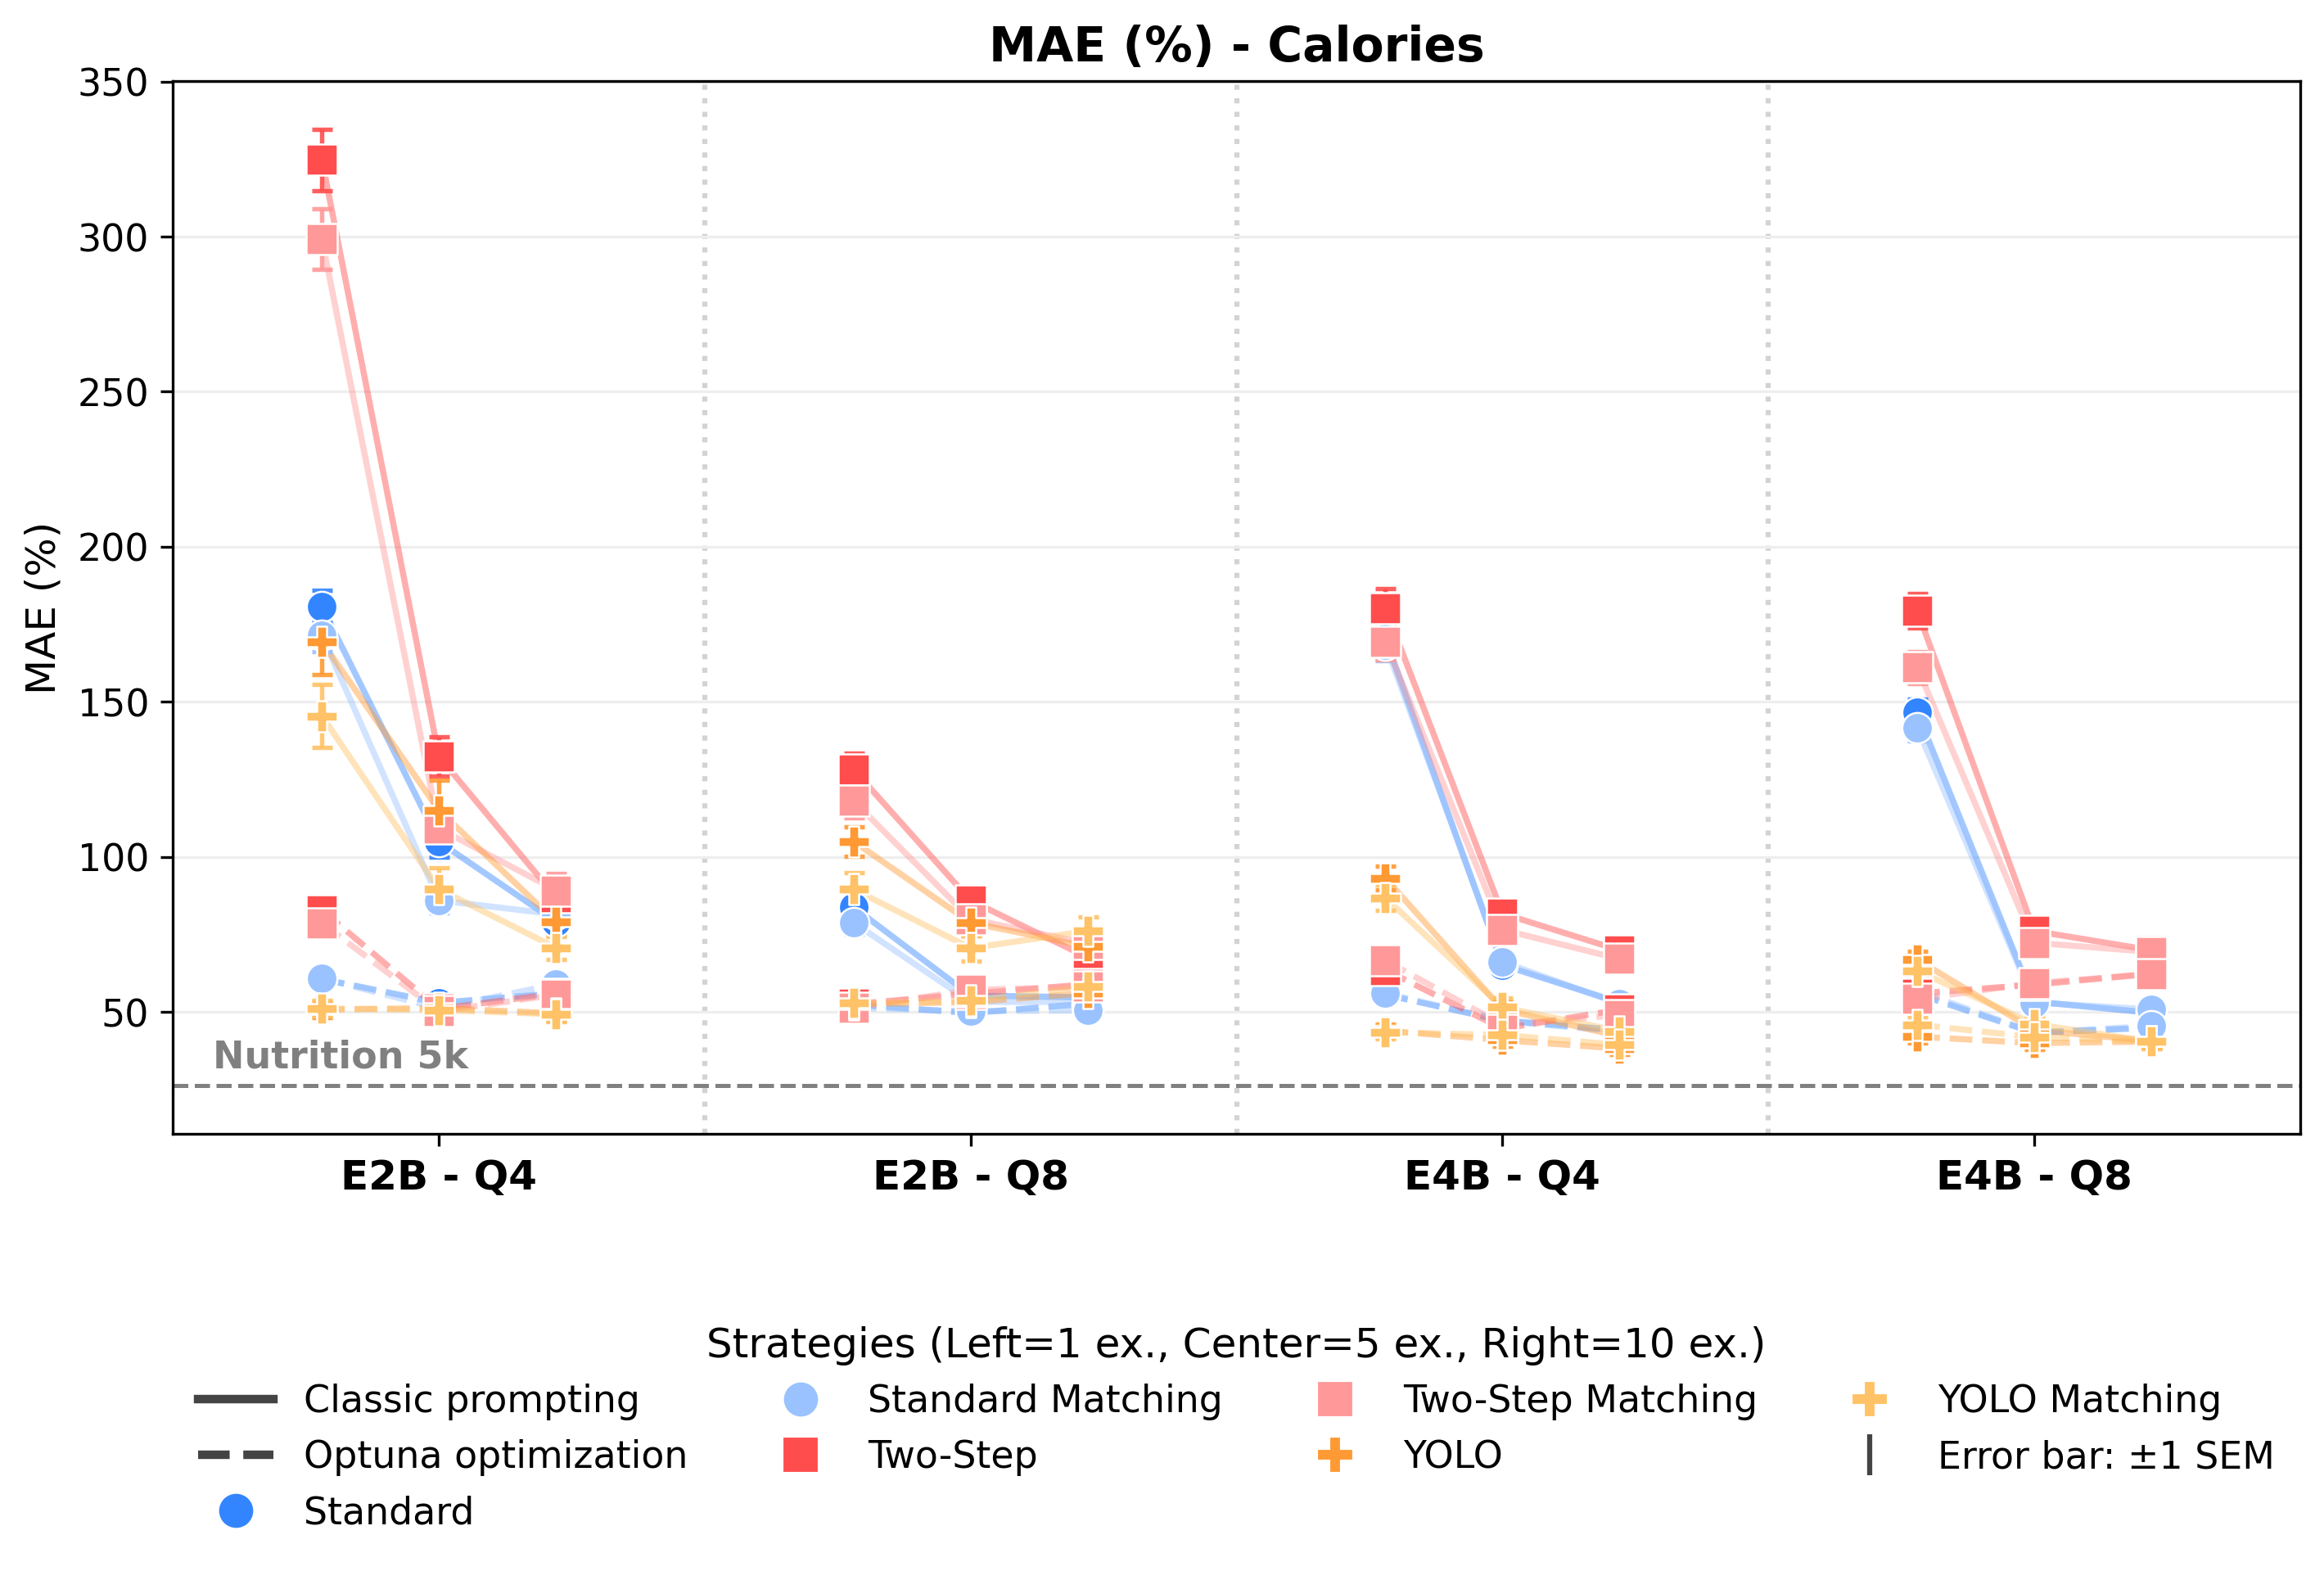 MAE (%) - Calories
MAE (%)
350
300
250
200
150
100
50
Nutrition 5k
E2B - Q4
E2B - Q8
E4B - Q4
E4B - Q8
Strategies (Left=1 ex., Center=5 ex., Right=10 ex.)
Classic prompting
Optuna optimization
Standard
Standard Matching
Two-Step
Two-Step Matching
YOLO
YOLO Matching
Error bar: ±1 SEM